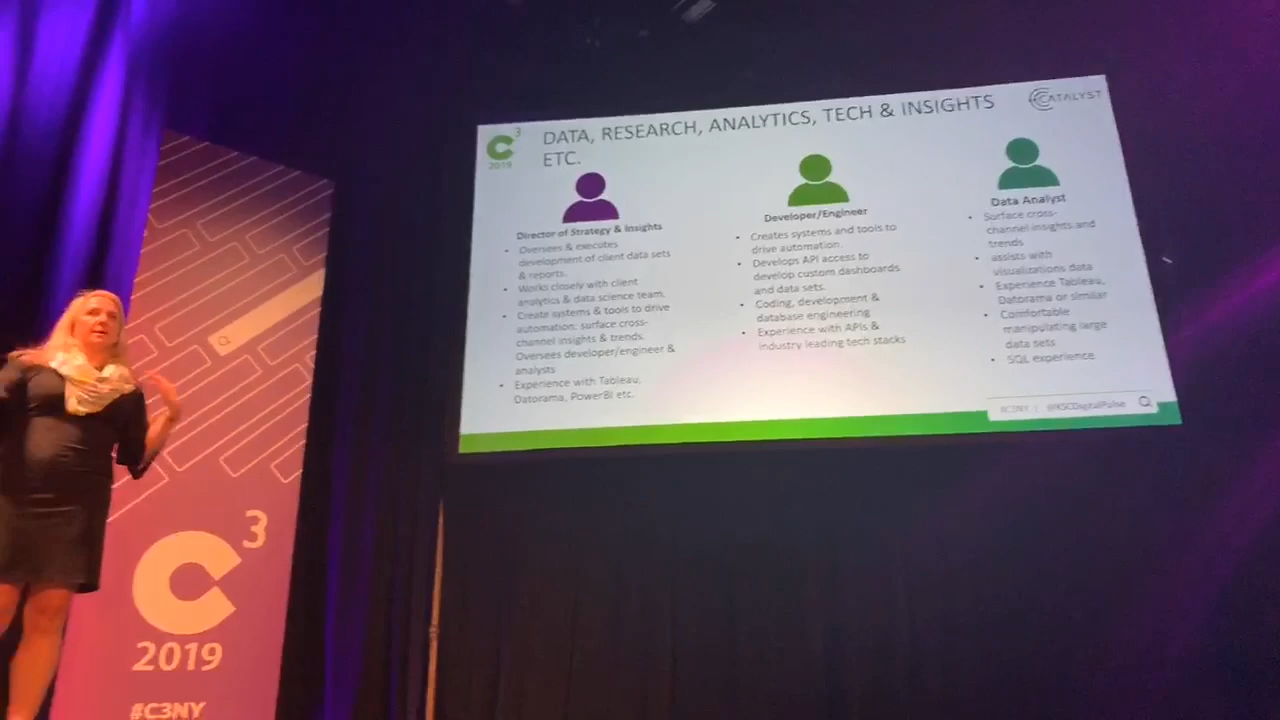 C3
2019
DATA, RESEARCH, ANALYTICS, TECH & INSIGHTS
ETC.
CATALYST
Director of Strategy & Insights
• Oversees & executes
development of client data sets
& reports.
• Works closely with client
analytics & data science team.
• Create systems & tools to drive
automation: surface cross-
channel insights & trends.
Oversees developer/engineer &
analysts
• Experience with Tableau,
Datorama, PowerBI etc.
Developer/Engineer
• Creates systems and tools to
drive automation.
• Develops API access to
develop custom dashboards
and data sets.
• Coding, development &
database engineering
• Experience with APIs &
industry leading tech stacks
Data Analyst
• Surface cross-
channel insights and
trends
• assists with
visualizations data
• Experience Tableau,
Datorama or similar
• Comfortable
manipulating large
data sets
• SQL experience
#C3NY | @KSCDigitalPulse
C3
2019
#C3NY